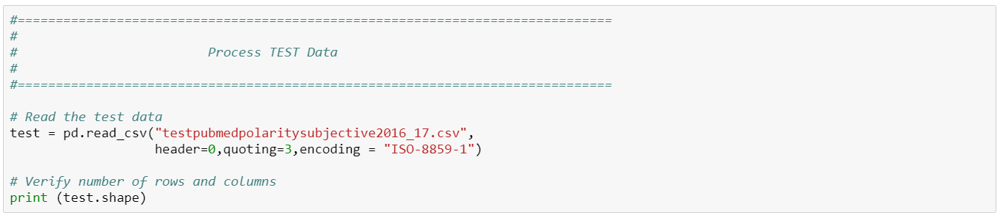 #==============================================================================
#
#                         Process TEST Data
#
#==============================================================================
# Read the test data
test = pd.read_csv("testpubmedpolaritysubjective2016_17.csv",
                   header=0,quoting=3,encoding = "ISO-8859-1")
# Verify number of rows and columns
print (test.shape)